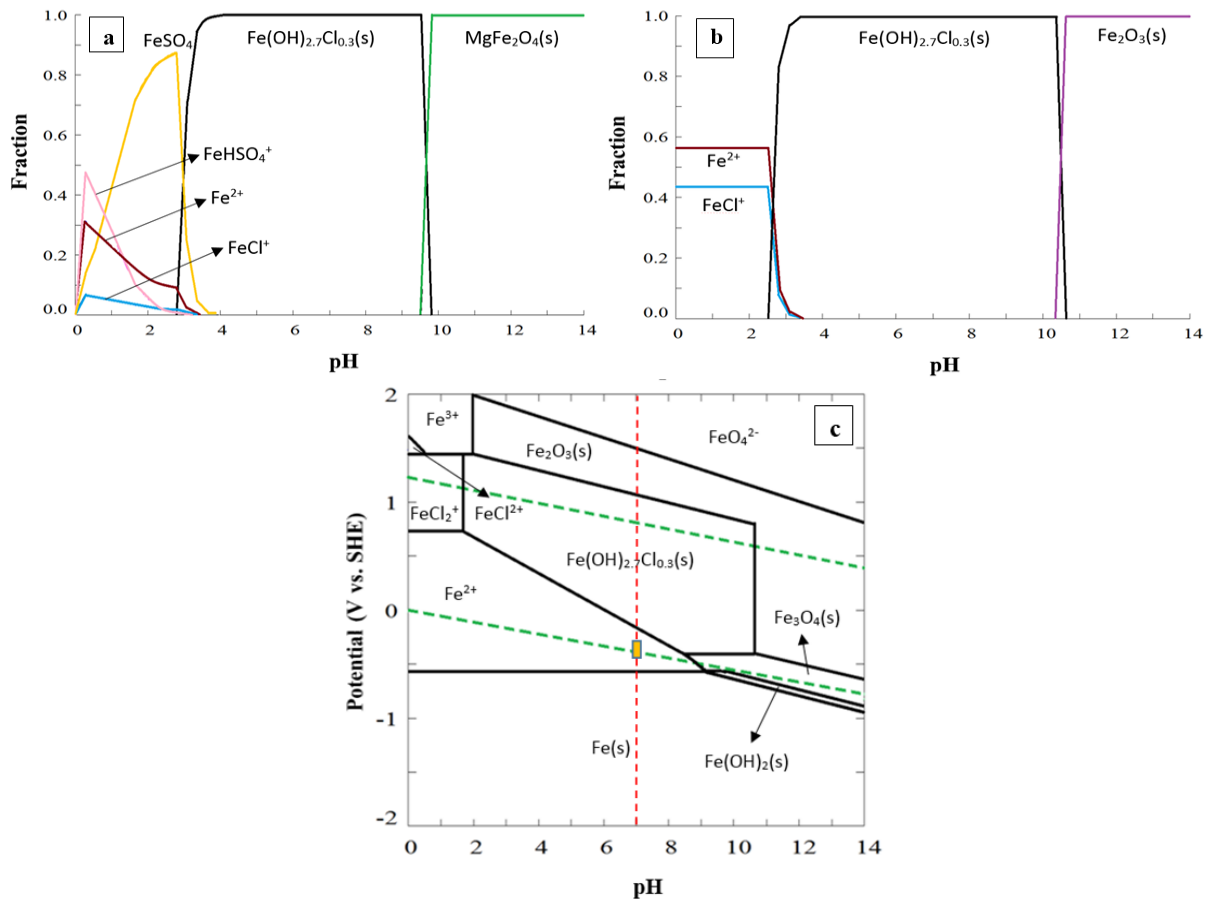 a
FeSO₄
Fe(OH)₂.₇Cl₀.₃(s)
MgFe₂O₄(s)
FeHSO₄⁺
Fe²⁺
FeCl⁺
1.0
0.8
0.6
0.4
0.2
0.0
Fraction
0 2 4 6 8 10 12 14
pH
b
Fe(OH)₂.₇Cl₀.₃(s)
Fe₂O₃(s)
Fe²⁺
FeCl⁺
1.0
0.8
0.6
0.4
0.2
0.0
Fraction
0 2 4 6 8 10 12 14
pH
c
Fe³⁺
FeO₄²⁻
Fe₂O₃(s)
FeCl₂⁺
FeCl²⁺
Fe(OH)₂.₇Cl₀.₃(s)
Fe²⁺
Fe₃O₄(s)
Fe(s)
Fe(OH)₂(s)
2
1
0
-1
-2
Potential (V vs. SHE)
0 2 4 6 8 10 12 14
pH